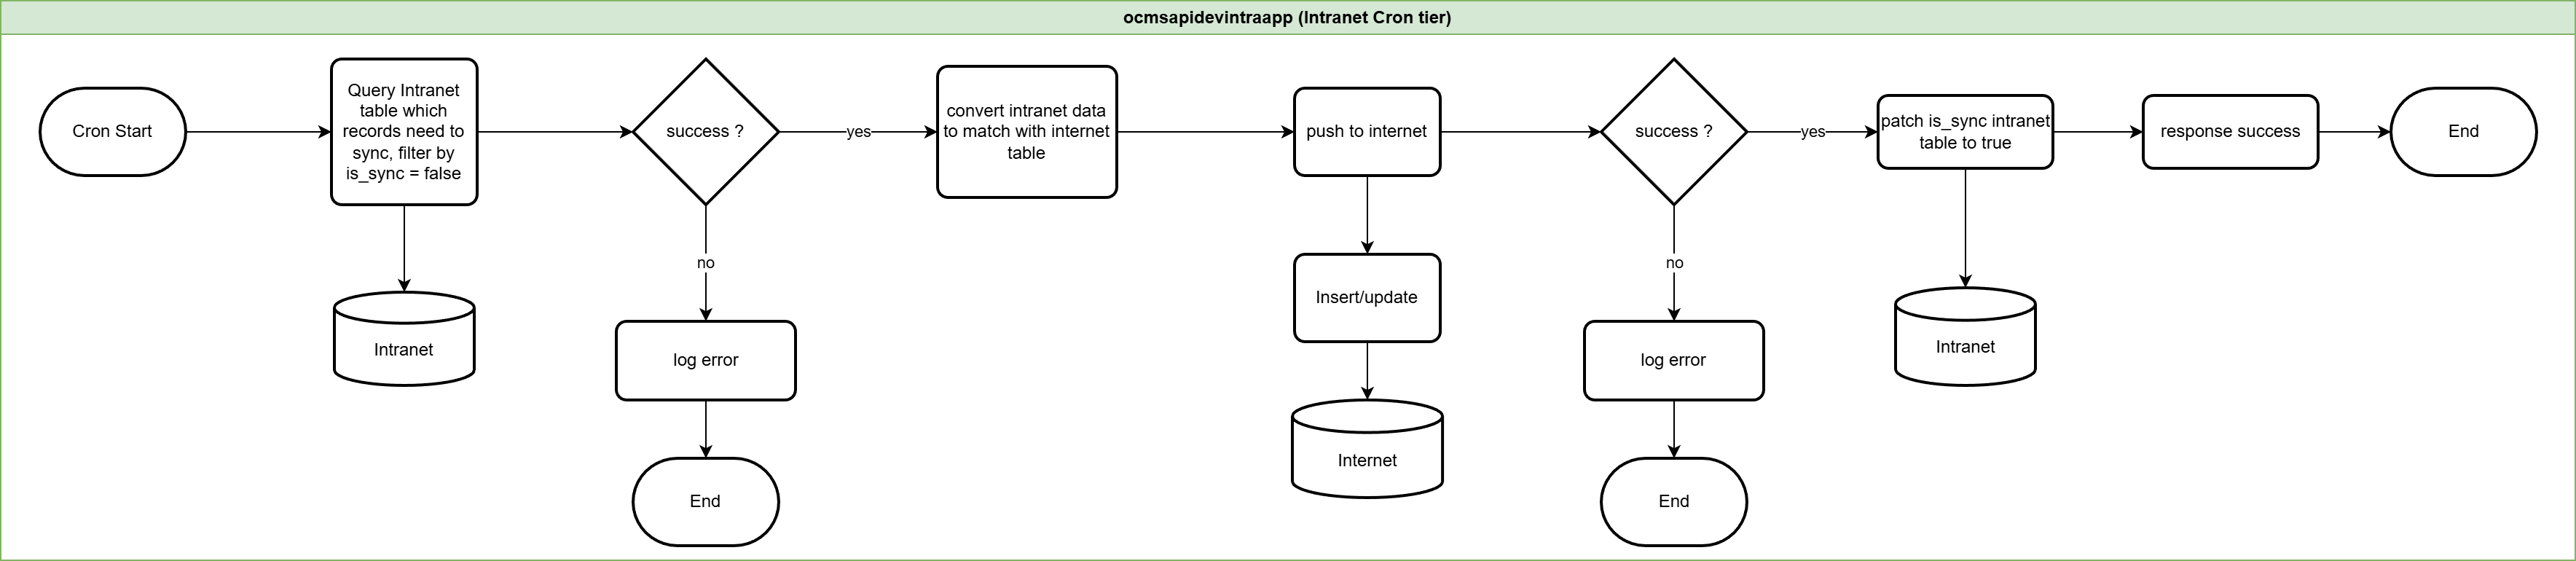 ocmsapidevintraapp (Intranet Cron tier)
Cron Start
Query Intranet
table which
records need to
sync, filter by
is_sync = false
success ?
yes
convert intranet data
to match with internet
table
push to internet
success ?
yes
patch is_sync intranet
table to true
response success
End
no
Insert/update
no
Intranet
log error
log error
Intranet
Internet
End
End